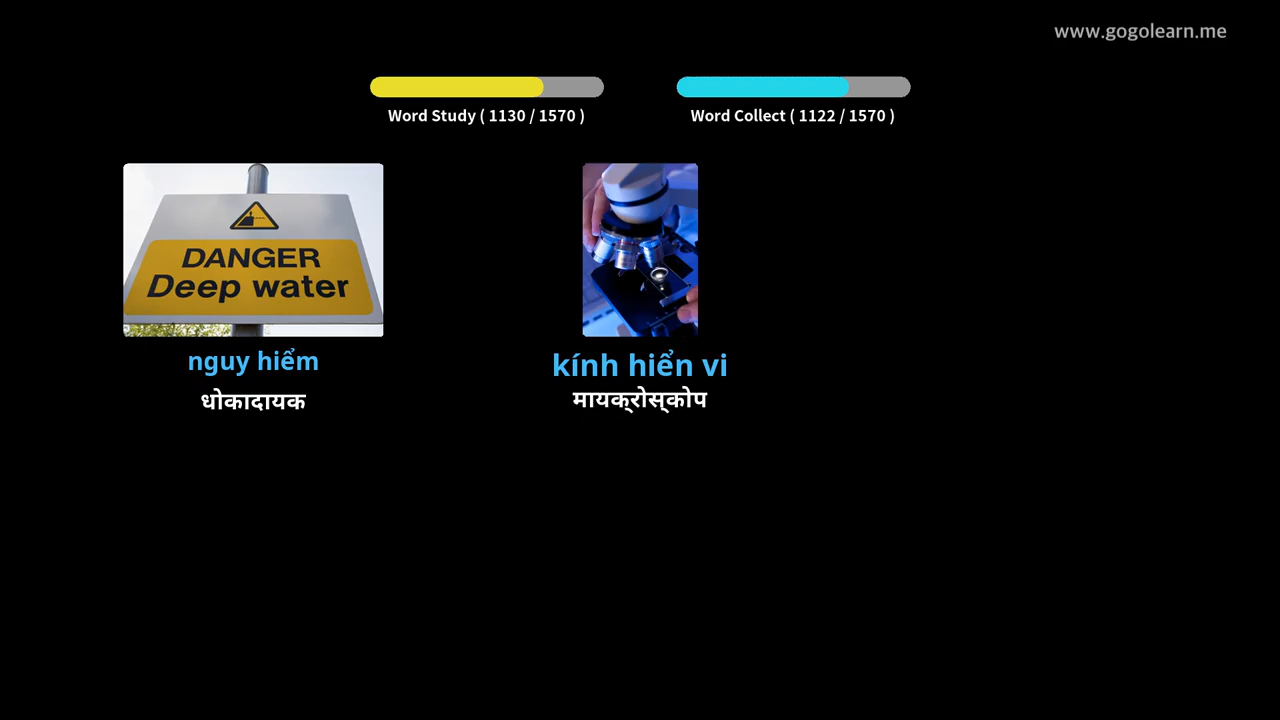 www.gogolearn.me
Word Study ( 1130 / 1570 )
Word Collect ( 1122 / 1570 )
DANGER
Deep water
nguy hiểm
धोकादायक
kính hiển vi
मायक्रोस्कोप